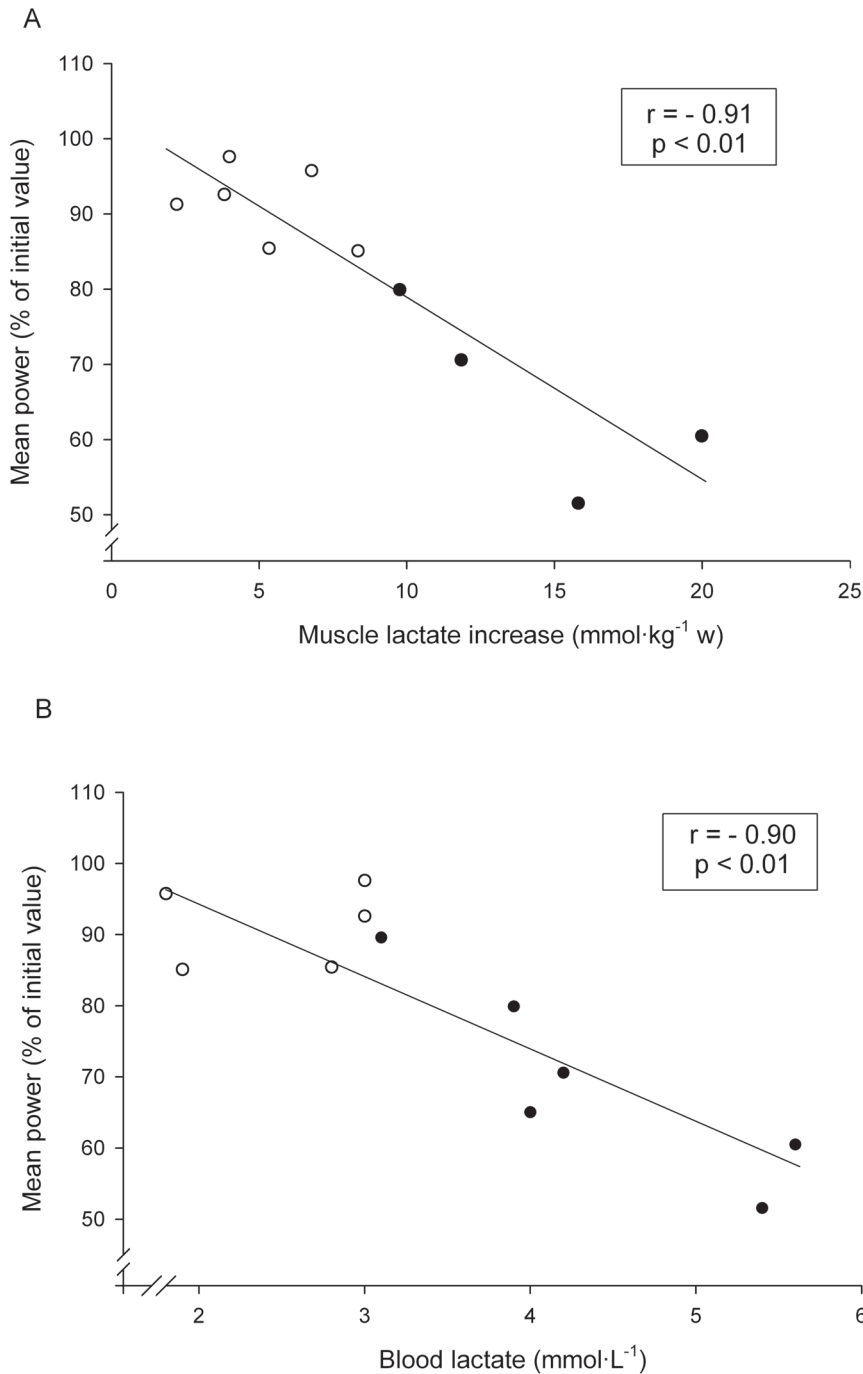 A
110
100
90
80
70
60
50
Mean power (% of initial value)
r = - 0.91
p < 0.01
0 5 10 15 20 25
Muscle lactate increase (mmol·kg⁻¹ w)
B
110
100
90
80
70
60
50
Mean power (% of initial value)
r = - 0.90
p < 0.01
2 3 4 5 6
Blood lactate (mmol·L⁻¹)